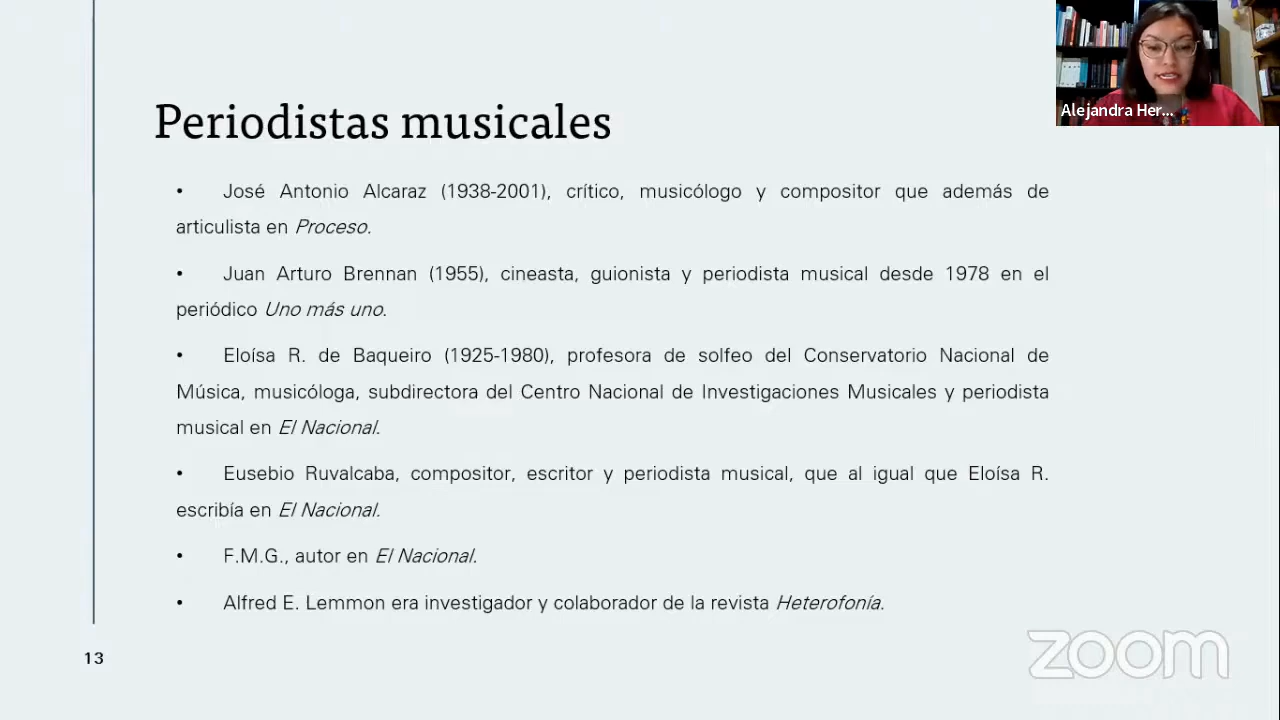 Periodistas musicales
Alejandra Her...
• José Antonio Alcaraz (1938-2001), crítico, musicólogo y compositor que además de
articulista en Proceso.
• Juan Arturo Brennan (1955), cineasta, guionista y periodista musical desde 1978 en el
periódico Uno más uno.
• Eloísa R. de Baqueiro (1925-1980), profesora de solfeo del Conservatorio Nacional de
Música, musicóloga, subdirectora del Centro Nacional de Investigaciones Musicales y periodista
musical en El Nacional.
• Eusebio Ruvalcaba, compositor, escritor y periodista musical, que al igual que Eloísa R.
escribía en El Nacional.
• F.M.G., autor en El Nacional.
• Alfred E. Lemmon era investigador y colaborador de la revista Heterofonía.
13
zoom